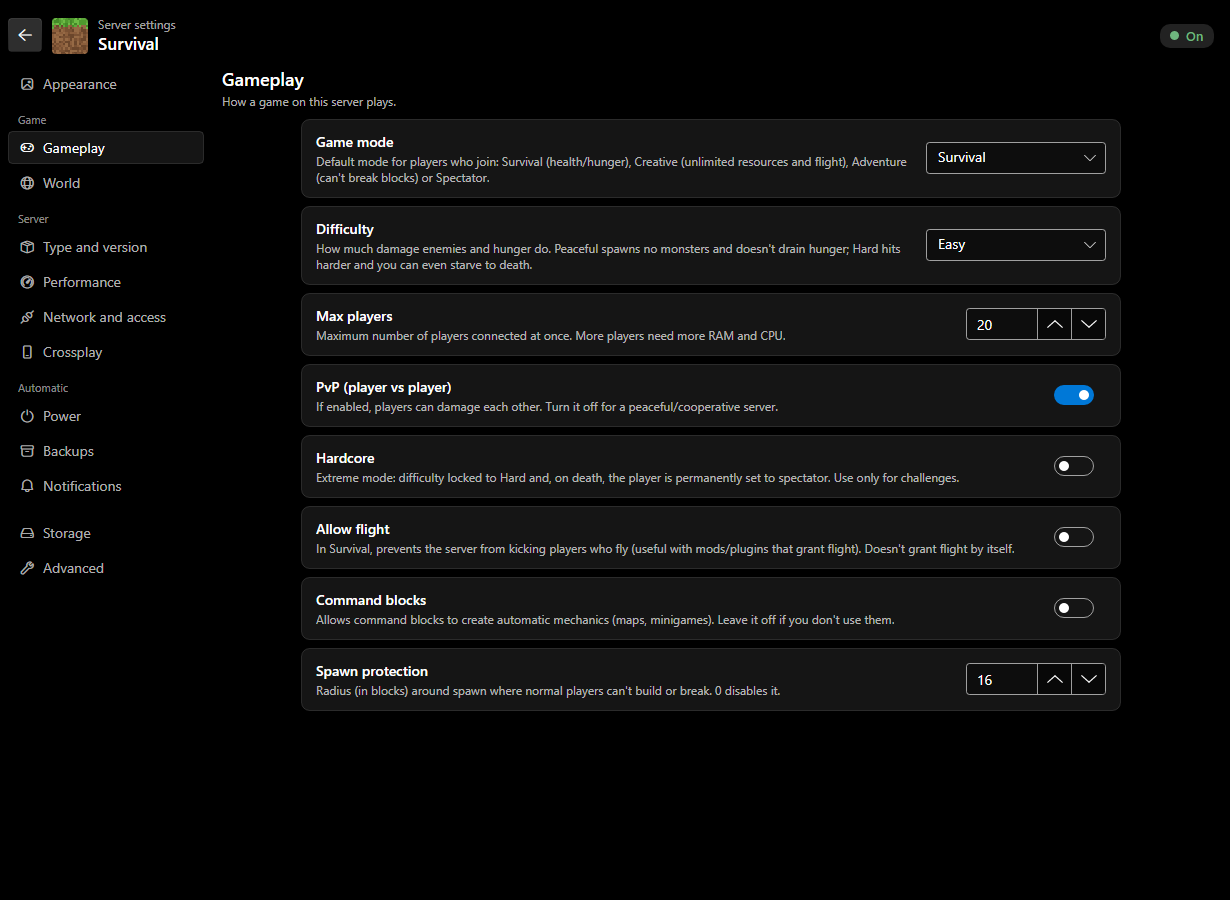 Server settings
Survival
On
Appearance
Game
Gameplay
World
Server
Type and version
Performance
Network and access
Crossplay
Automatic
Power
Backups
Notifications
Storage
Advanced
Gameplay
How a game on this server plays.
Game mode
Default mode for players who join: Survival (health/hunger), Creative (unlimited resources and flight), Adventure
(can't break blocks) or Spectator.
Survival
Difficulty
How much damage enemies and hunger do. Peaceful spawns no monsters and doesn't drain hunger; Hard hits
harder and you can even starve to death.
Easy
Max players
Maximum number of players connected at once. More players need more RAM and CPU.
20
PvP (player vs player)
If enabled, players can damage each other. Turn it off for a peaceful/cooperative server.
Hardcore
Extreme mode: difficulty locked to Hard and, on death, the player is permanently set to spectator. Use only for challenges.
Allow flight
In Survival, prevents the server from kicking players who fly (useful with mods/plugins that grant flight). Doesn't grant flight by itself.
Command blocks
Allows command blocks to create automatic mechanics (maps, minigames). Leave it off if you don't use them.
Spawn protection
Radius (in blocks) around spawn where normal players can't build or break. 0 disables it.
16